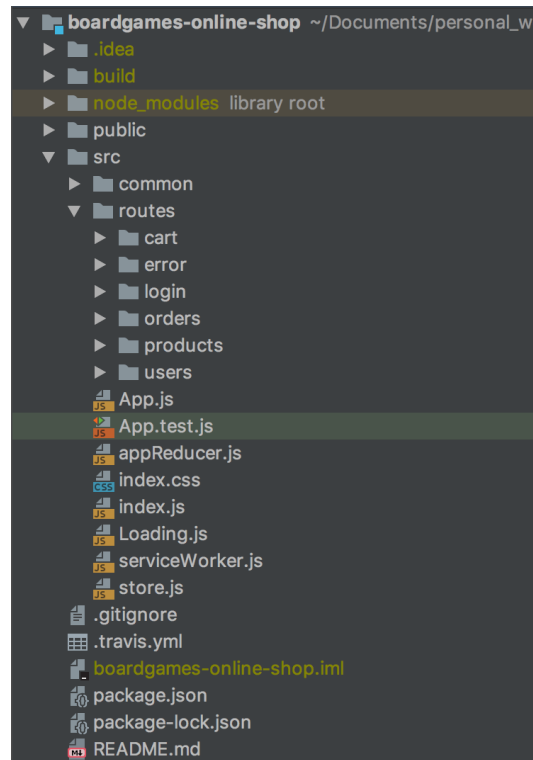 boardgames-online-shop ~/Documents/personal_w
.idea
build
node_modules library root
public
src
common
routes
cart
error
login
orders
products
users
App.js
App.test.js
appReducer.js
index.css
index.js
Loading.js
serviceWorker.js
store.js
.gitignore
.travis.yml
boardgames-online-shop.iml
package.json
package-lock.json
README.md